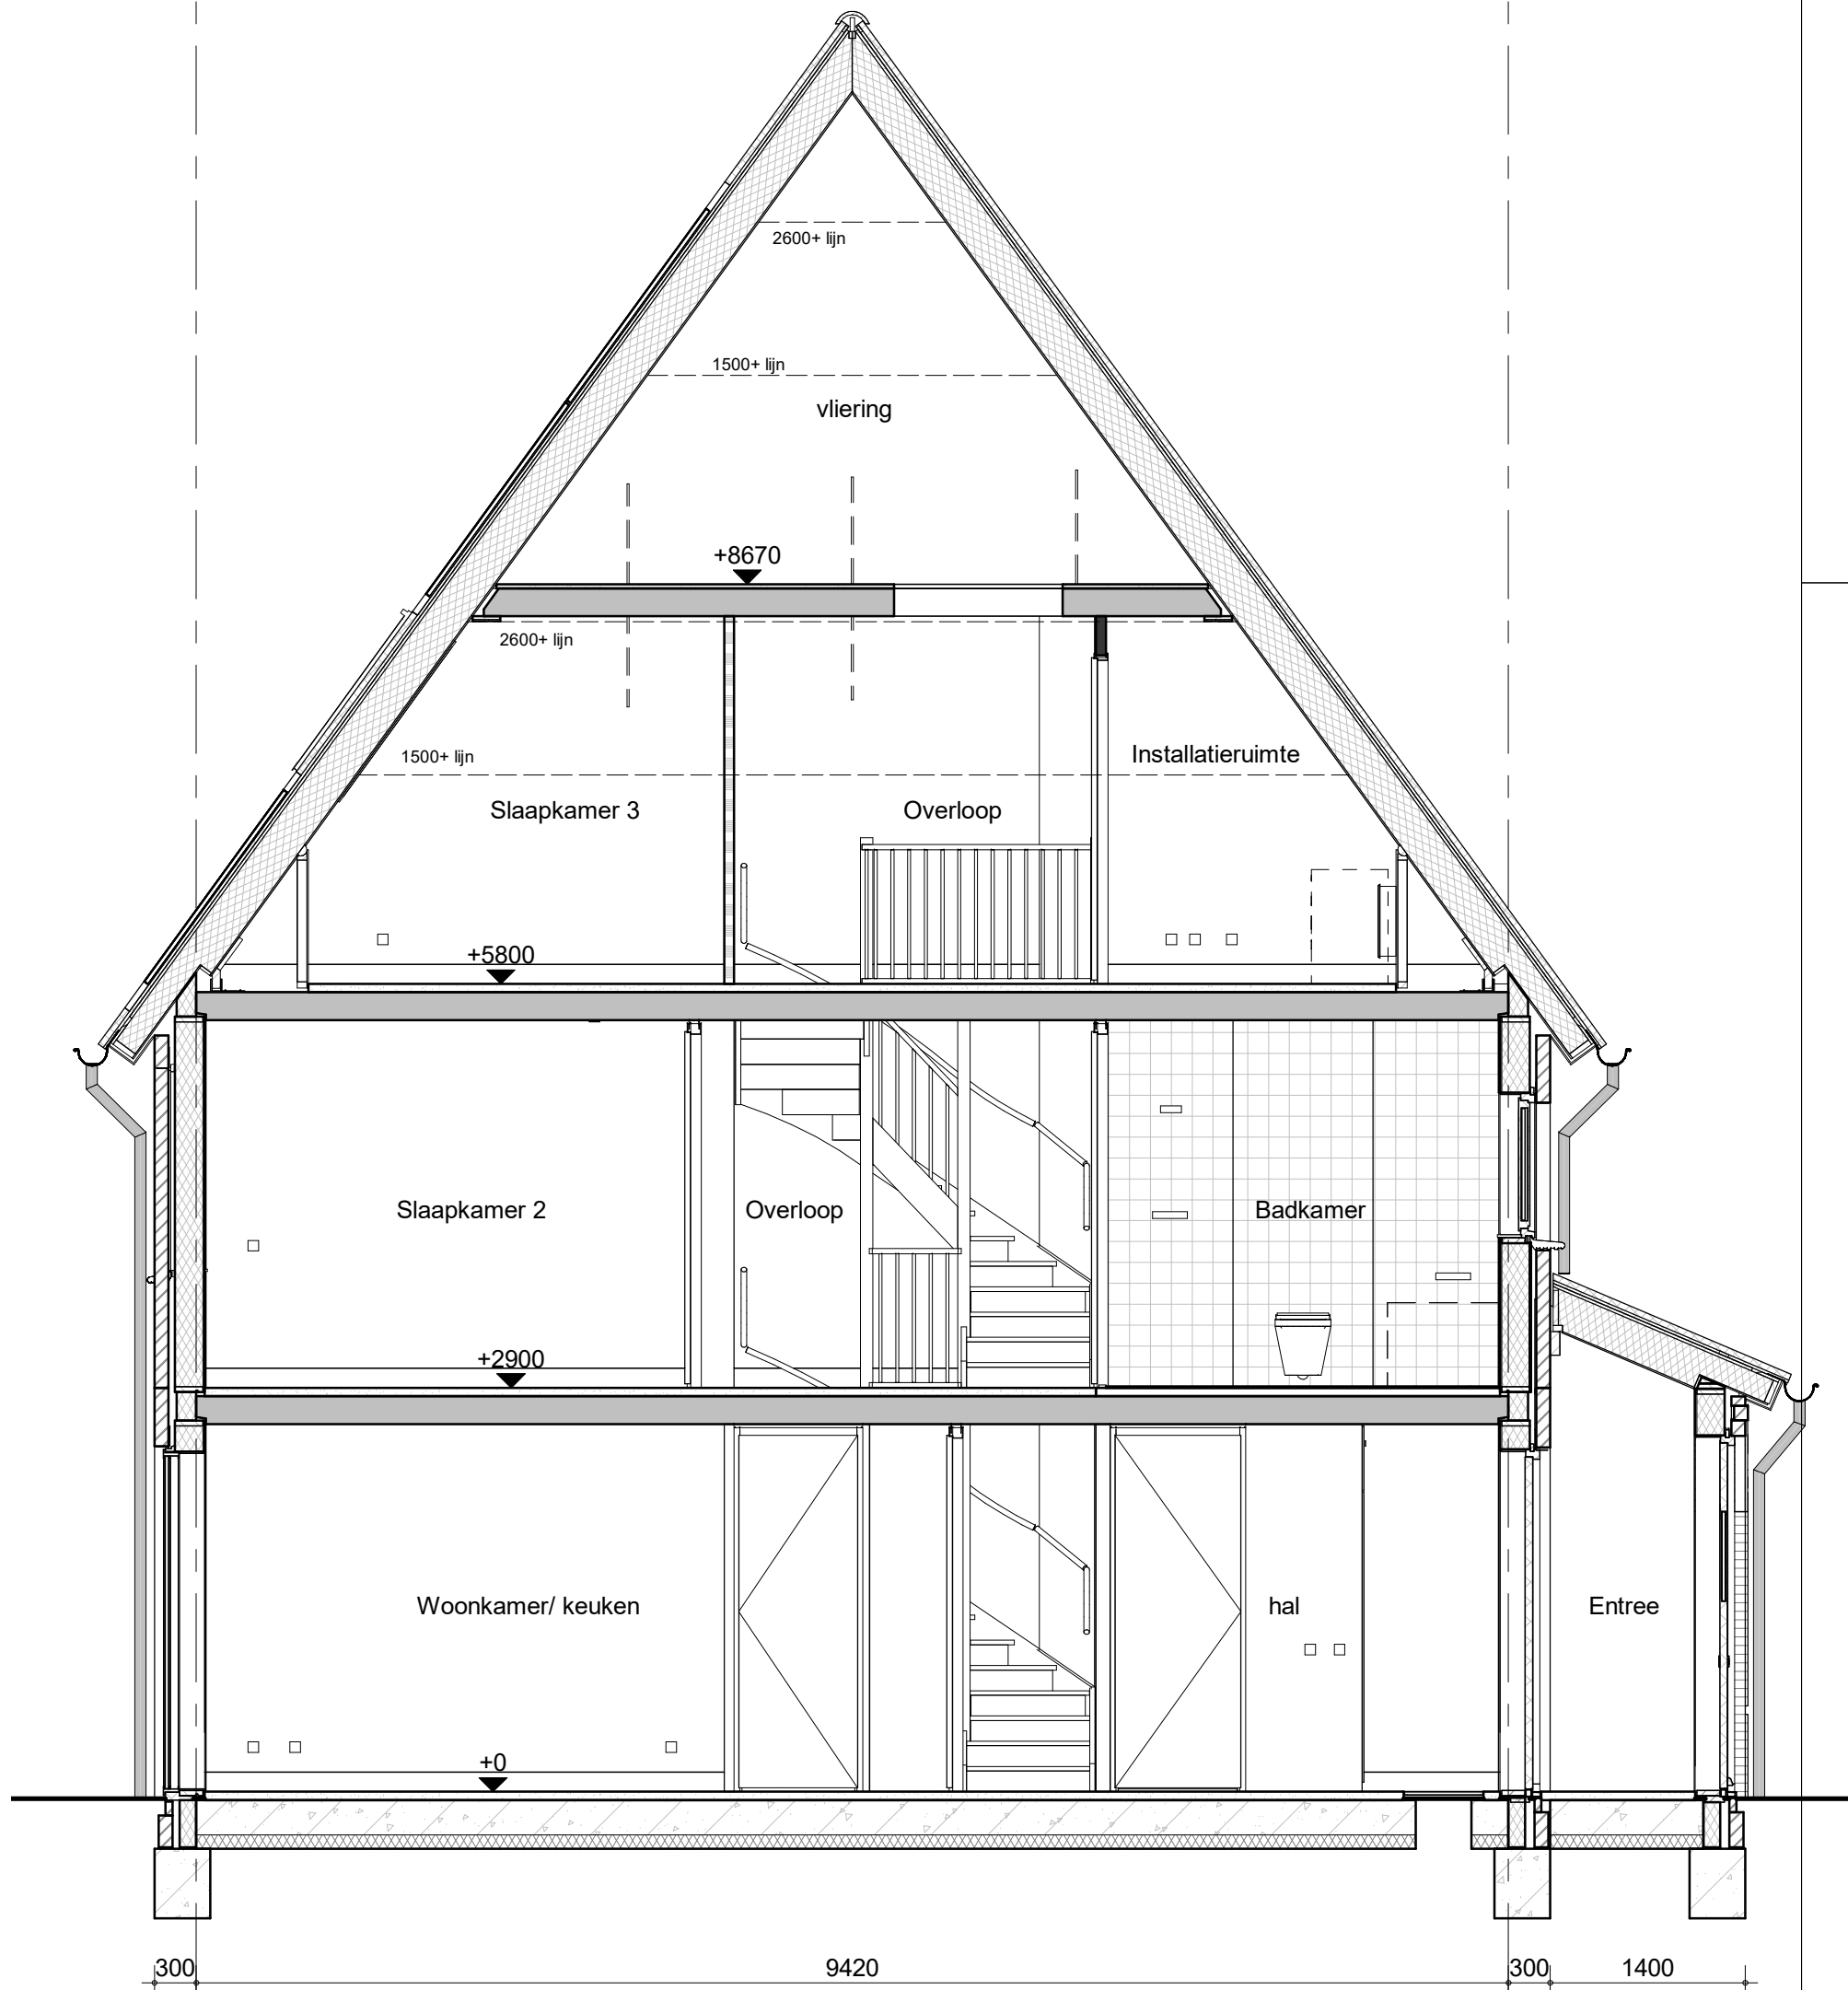 2600+ lijn
1500+ lijn
vliering
+8670
2600+ lijn
1500+ lijn
Installatieruimte
Slaapkamer 3
Overloop
+5800
Slaapkamer 2
Overloop
Badkamer
+2900
Woonkamer/ keuken
hal
Entree
+0
300
9420
300
1400